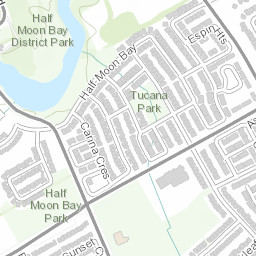 Half
Moon Bay
District Park
Half-Moon-Bay
Espin Hts
Tucana
Park
Carina Cres
Half
Moon Bay
Park
Sunset